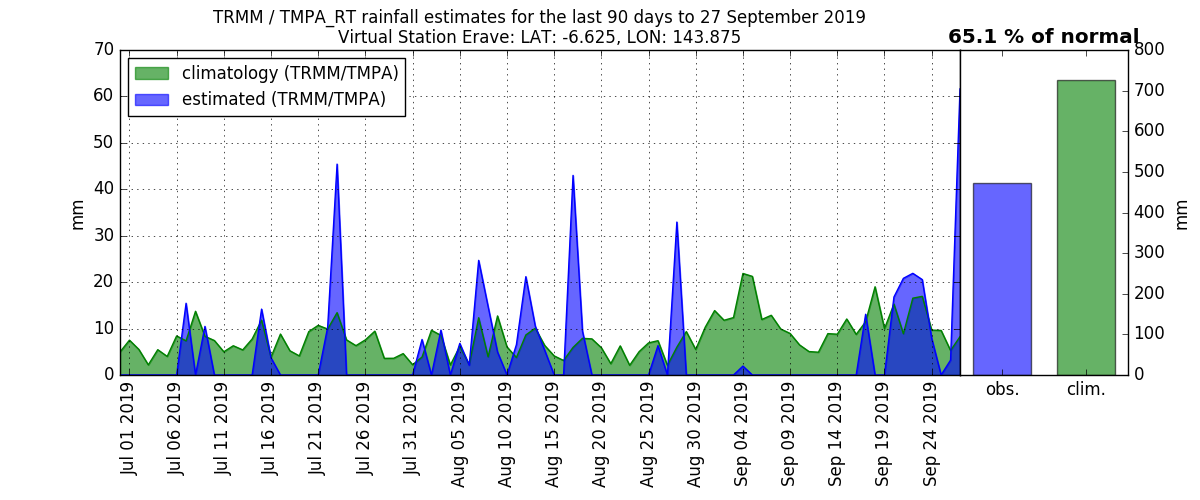 TRMM / TMPA_RT rainfall estimates for the last 90 days to 27 September 2019
Virtual Station Erave: LAT: -6.625, LON: 143.875
65.1 % of normal
climatology (TRMM/TMPA)
estimated (TRMM/TMPA)
mm
70
60
50
40
30
20
10
0
Jul 01 2019
Jul 06 2019
Jul 11 2019
Jul 16 2019
Jul 21 2019
Jul 26 2019
Jul 31 2019
Aug 05 2019
Aug 10 2019
Aug 15 2019
Aug 20 2019
Aug 25 2019
Aug 30 2019
Sep 04 2019
Sep 09 2019
Sep 14 2019
Sep 19 2019
Sep 24 2019
obs.
clim.
800
700
600
500
400
300
200
100
0
mm